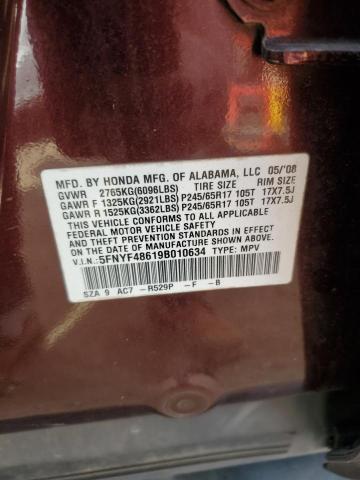 MFD. BY HONDA MFG. OF ALABAMA, LLC 05/'08
GVWR 2765KG(6096LBS) TIRE SIZE RIM SIZE
GAWR F 1325KG(2921LBS) P245/65R17 105T 17X7.5J
GAWR R 1525KG(3362LBS) P245/65R17 105T 17X7.5J
THIS VEHICLE CONFORMS TO ALL APPLICABLE
FEDERAL MOTOR VEHICLE SAFETY AND
THEFT PREVENTION STANDARDS IN EFFECT
ON THE DATE OF MANUFACTURE SHOWN ABOVE.
V.I.N.: 5FNYF48619B010634 TYPE: MPV
SZA 9 AC7 -R529P -F -B